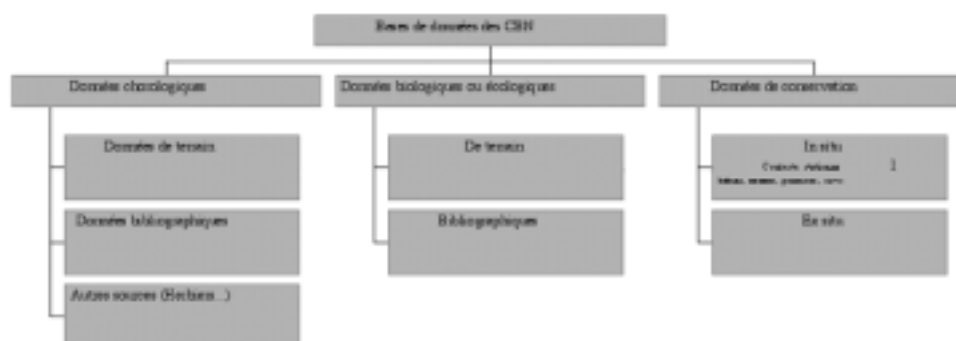 Bases de données des CBN
Données chorologiques
Données biologiques ou écologiques
Données de conservation
Données de terrain
De terrain
In situ
1
Données bibliographiques
Bibliographiques
Ex situ
Autres sources (Herbiers...)